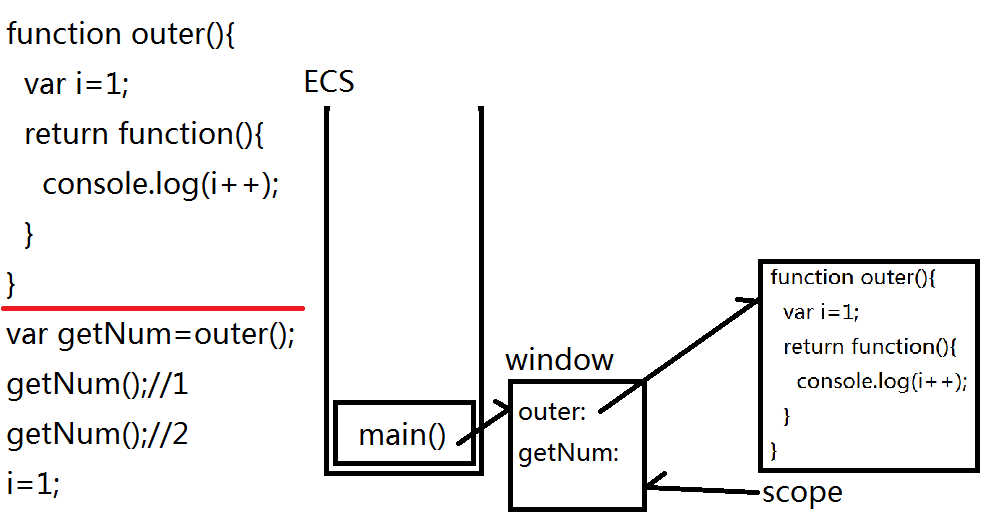 function outer(){
var i=1;
return function(){
console.log(i++);
}
}
var getNum=outer();
getNum();//1
getNum();//2
i=1;
ECS
main()
window
outer:
getNum:
function outer(){
var i=1;
return function(){
console.log(i++);
}
}
scope